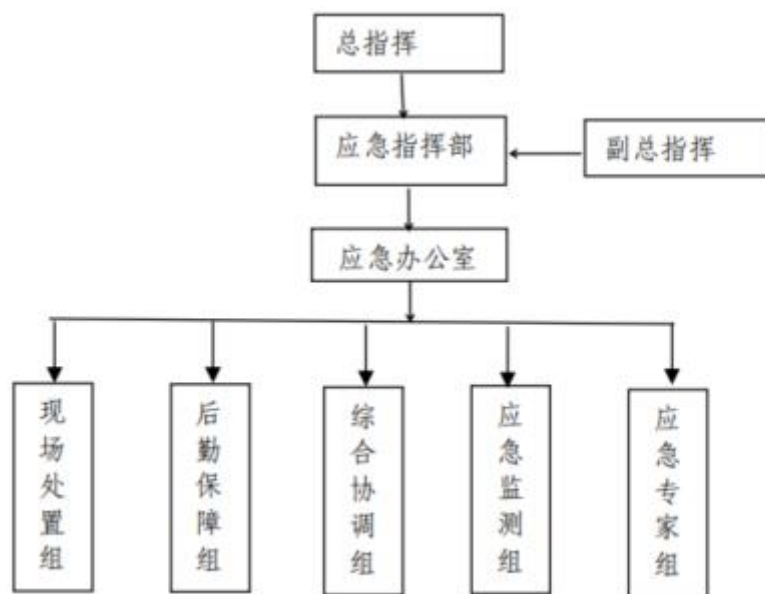 总指挥
应急指挥部
副总指挥
应急办公室
现场处置组
后勤保障组
综合协调组
应急监测组
应急专家组